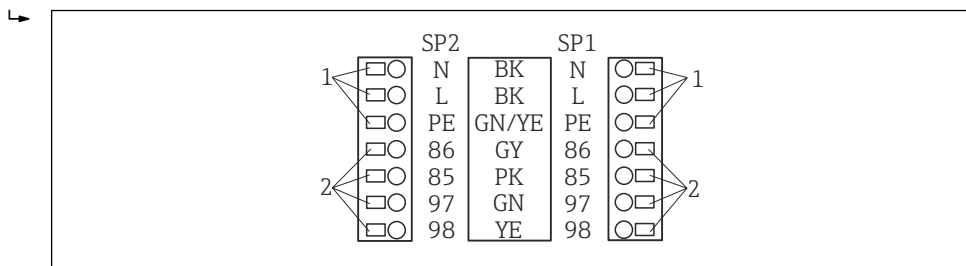 SP2 SP1
N BK N
1 L BK L 1
PE GN/YE PE
86 GY 86
2 85 PK 85 2
97 GN 97
98 YE 98